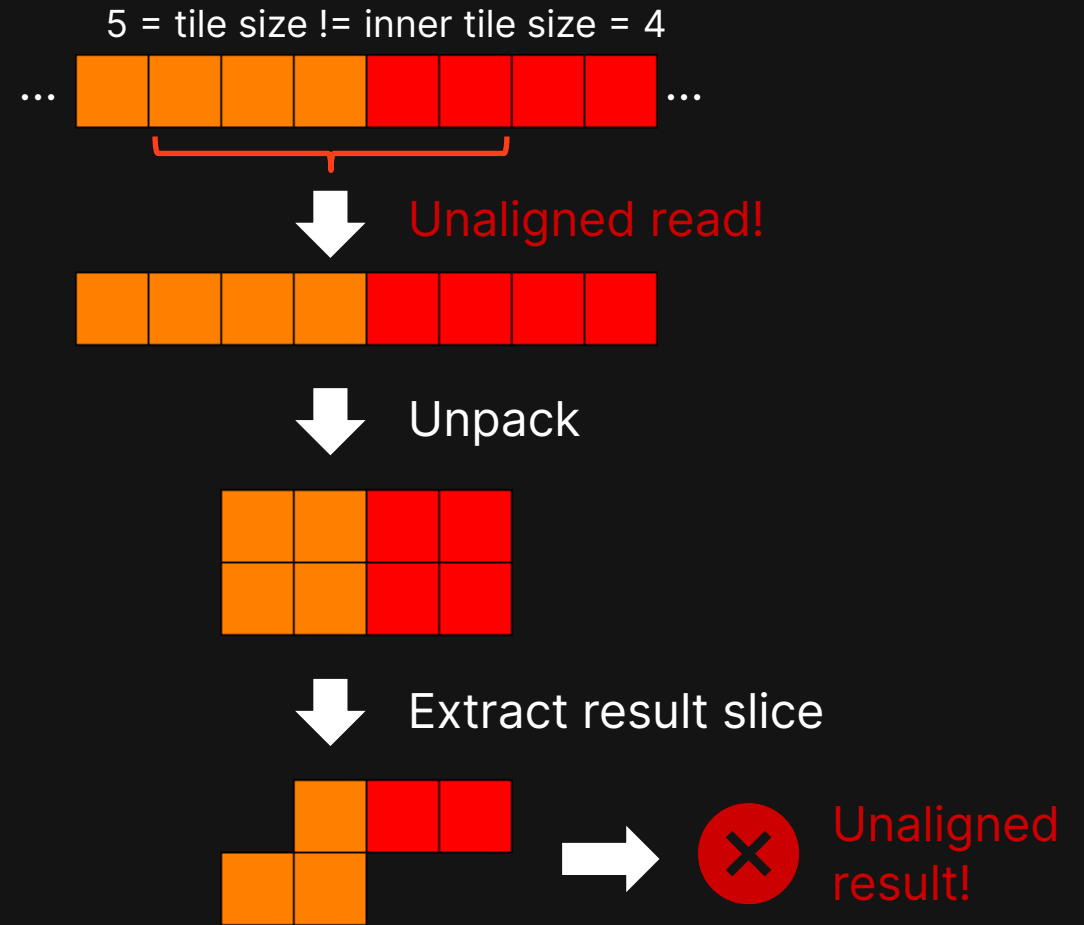 5 = tile size != inner tile size = 4
... ...
Unaligned read!
Unpack
Extract result slice
Unaligned
result!